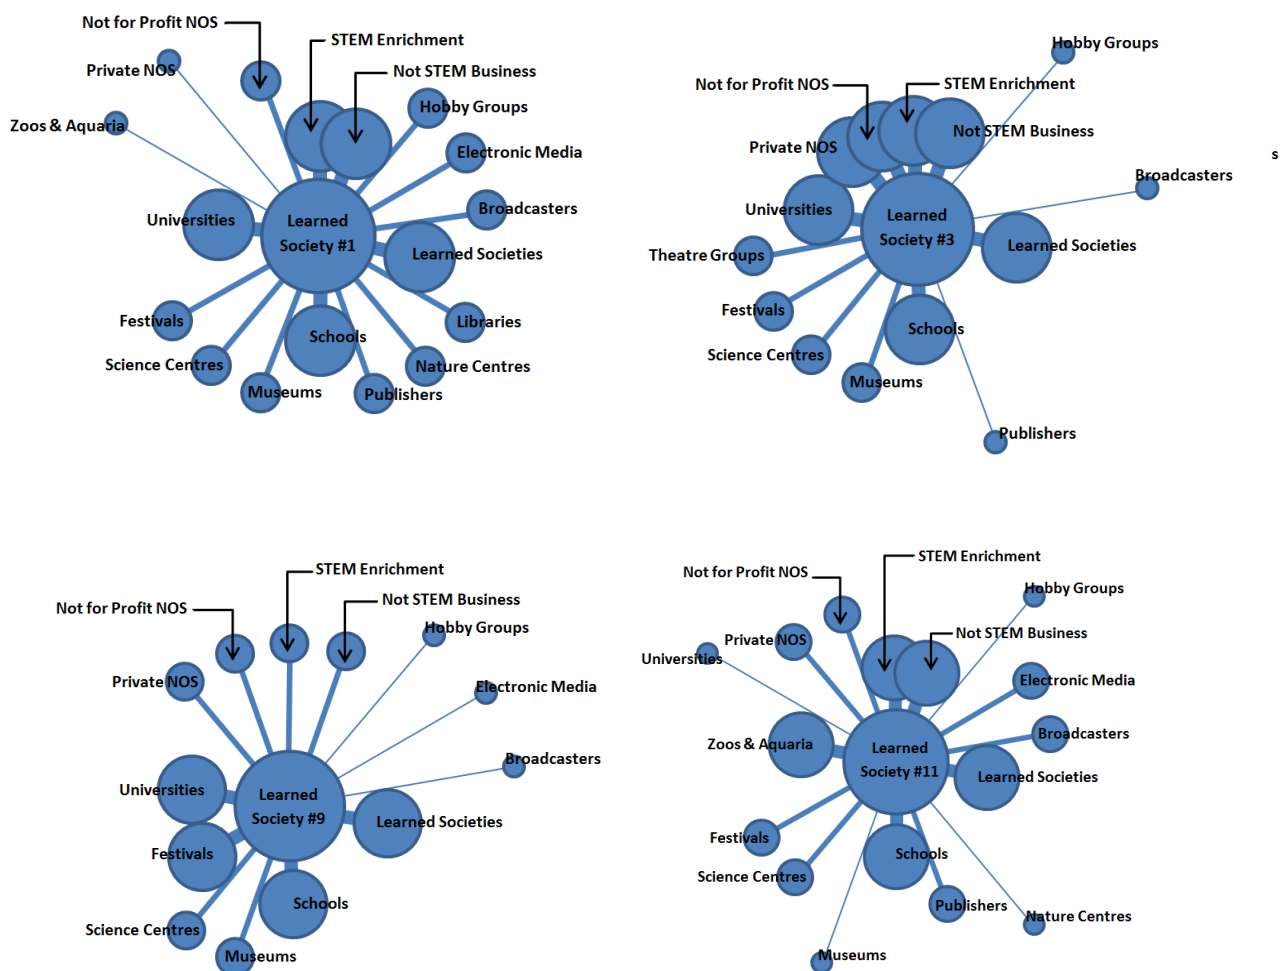 Not for Profit NOS
STEM Enrichment
Private NOS
Not STEM Business
Hobby Groups
Zoos & Aquaria
Electronic Media
Universities
Broadcasters
Learned
Society #1
Learned Societies
Festivals
Libraries
Science Centres
Schools
Nature Centres
Museums
Publishers
Hobby Groups
Not for Profit NOS
STEM Enrichment
Private NOS
Not STEM Business
s
Broadcasters
Universities
Learned
Society #3
Learned Societies
Theatre Groups
Festivals
Schools
Science Centres
Museums
Publishers
STEM Enrichment
Not for Profit NOS
Not STEM Business
Hobby Groups
Private NOS
Electronic Media
Broadcasters
Universities
Learned
Society #9
Learned Societies
Festivals
Schools
Science Centres
Museums
STEM Enrichment
Not for Profit NOS
Hobby Groups
Private NOS
Not STEM Business
Universities
Electronic Media
Zoos & Aquaria
Broadcasters
Learned
Society #11
Learned Societies
Festivals
Schools
Science Centres
Publishers
Nature Centres
Museums